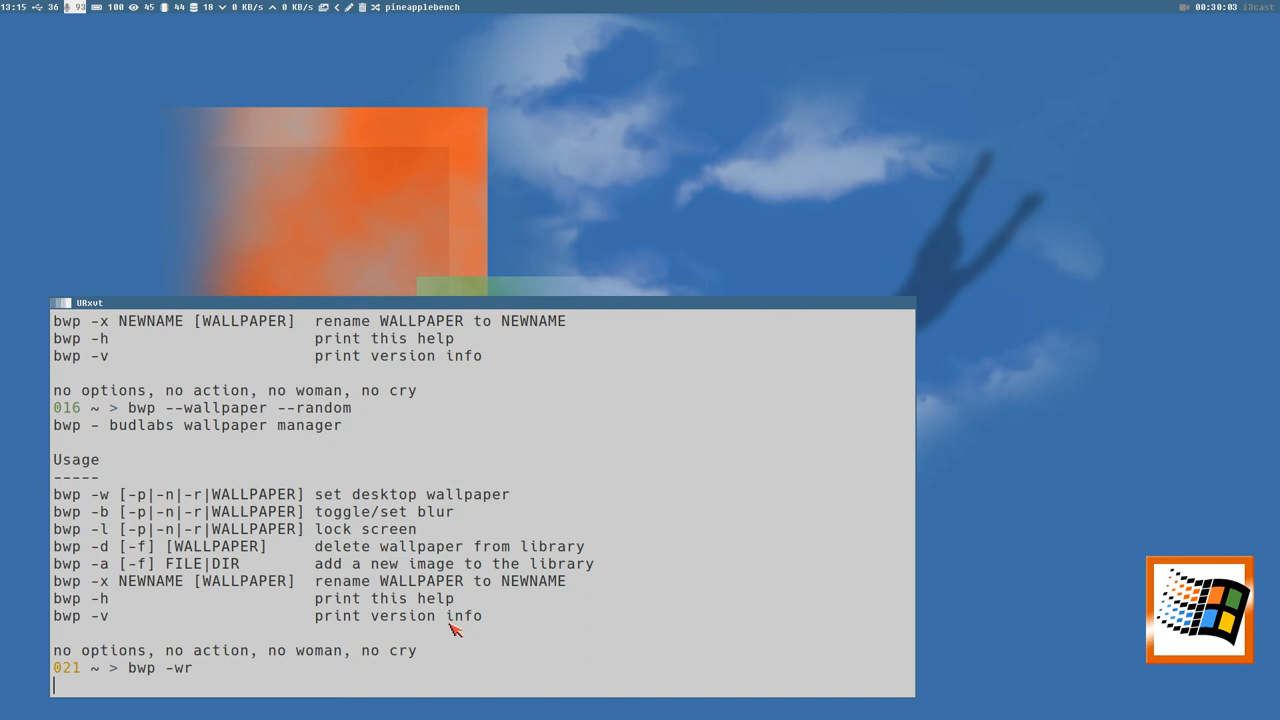 13:15 36 93 100 45 44 18 0 KB/s 0 KB/s pineapplebench 00:30:03 i3cast
URxvt
bwp -x NEWNAME [WALLPAPER]  rename WALLPAPER to NEWNAME
bwp -h                      print this help
bwp -v                      print version info
no options, no action, no woman, no cry
016 ~ > bwp --wallpaper --random
bwp - budlabs wallpaper manager
Usage
-----
bwp -w [-p|-n|-r|WALLPAPER] set desktop wallpaper
bwp -b [-p|-n|-r|WALLPAPER] toggle/set blur
bwp -l [-p|-n|-r|WALLPAPER] lock screen
bwp -d [-f] [WALLPAPER]     delete wallpaper from library
bwp -a [-f] FILE|DIR        add a new image to the library
bwp -x NEWNAME [WALLPAPER]  rename WALLPAPER to NEWNAME
bwp -h                      print this help
bwp -v                      print version info
no options, no action, no woman, no cry
021 ~ > bwp -wr